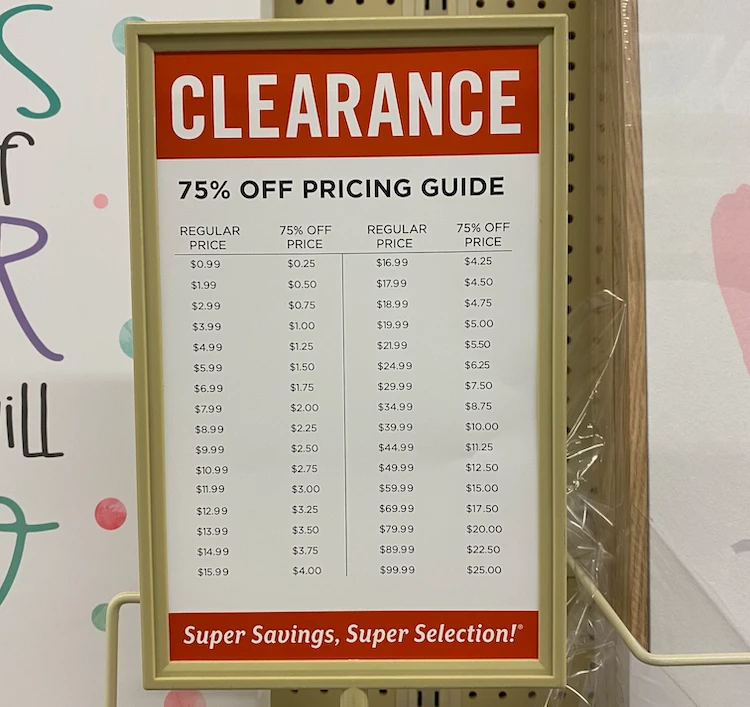 S
f
R
ill
CLEARANCE
75% OFF PRICING GUIDE
REGULAR PRICE 75% OFF PRICE REGULAR PRICE 75% OFF PRICE
$0.99 $0.25 $16.99 $4.25
$1.99 $0.50 $17.99 $4.50
$2.99 $0.75 $18.99 $4.75
$3.99 $1.00 $19.99 $5.00
$4.99 $1.25 $21.99 $5.50
$5.99 $1.50 $24.99 $6.25
$6.99 $1.75 $29.99 $7.50
$7.99 $2.00 $34.99 $8.75
$8.99 $2.25 $39.99 $10.00
$9.99 $2.50 $44.99 $11.25
$10.99 $2.75 $49.99 $12.50
$11.99 $3.00 $59.99 $15.00
$12.99 $3.25 $69.99 $17.50
$13.99 $3.50 $79.99 $20.00
$14.99 $3.75 $89.99 $22.50
$15.99 $4.00 $99.99 $25.00
Super Savings, Super Selection!®